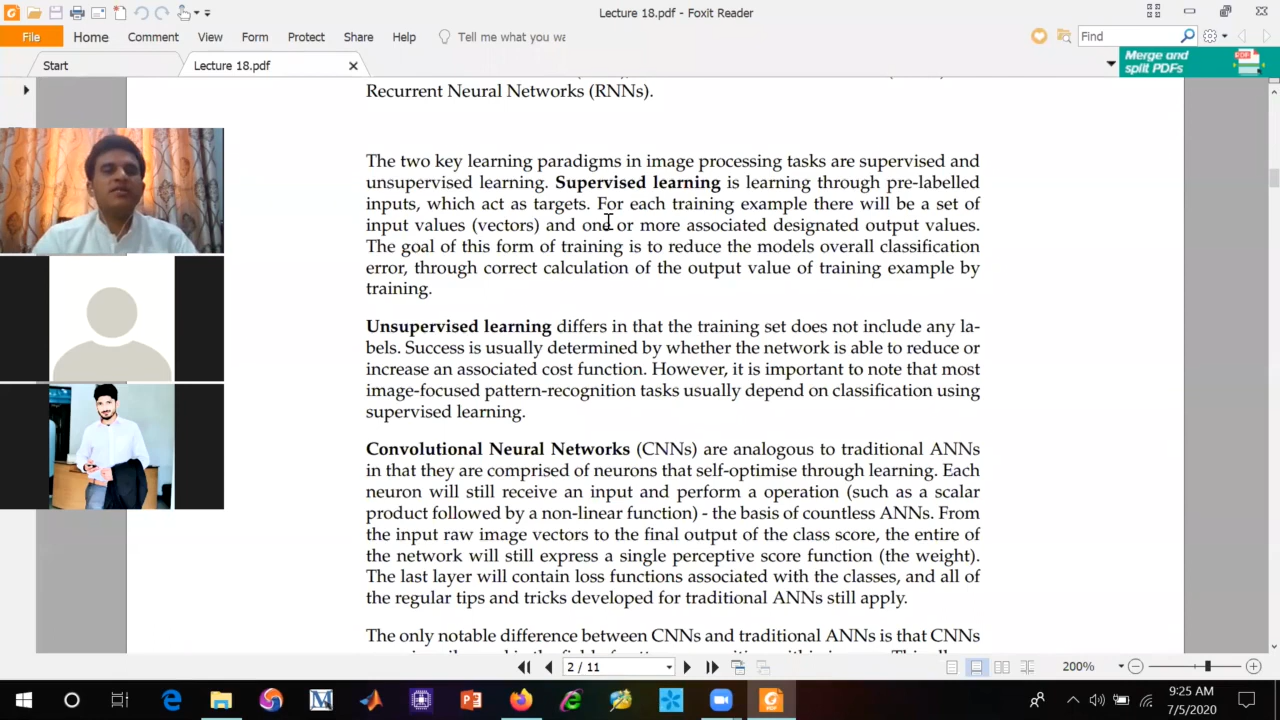 Lecture 18.pdf - Foxit Reader
File Home Comment View Form Protect Share Help Tell me what you wa
Find
Start Lecture 18.pdf
Merge and
split PDFs
Recurrent Neural Networks (RNNs).
The two key learning paradigms in image processing tasks are supervised and
unsupervised learning. Supervised learning is learning through pre-labelled
inputs, which act as targets. For each training example there will be a set of
input values (vectors) and one or more associated designated output values.
The goal of this form of training is to reduce the models overall classification
error, through correct calculation of the output value of training example by
training.
Unsupervised learning differs in that the training set does not include any la-
bels. Success is usually determined by whether the network is able to reduce or
increase an associated cost function. However, it is important to note that most
image-focused pattern-recognition tasks usually depend on classification using
supervised learning.
Convolutional Neural Networks (CNNs) are analogous to traditional ANNs
in that they are comprised of neurons that self-optimise through learning. Each
neuron will still receive an input and perform a operation (such as a scalar
product followed by a non-linear function) - the basis of countless ANNs. From
the input raw image vectors to the final output of the class score, the entire of
the network will still express a single perceptive score function (the weight).
The last layer will contain loss functions associated with the classes, and all of
the regular tips and tricks developed for traditional ANNs still apply.
The only notable difference between CNNs and traditional ANNs is that CNNs
2 / 11
200%
9:25 AM
7/5/2020